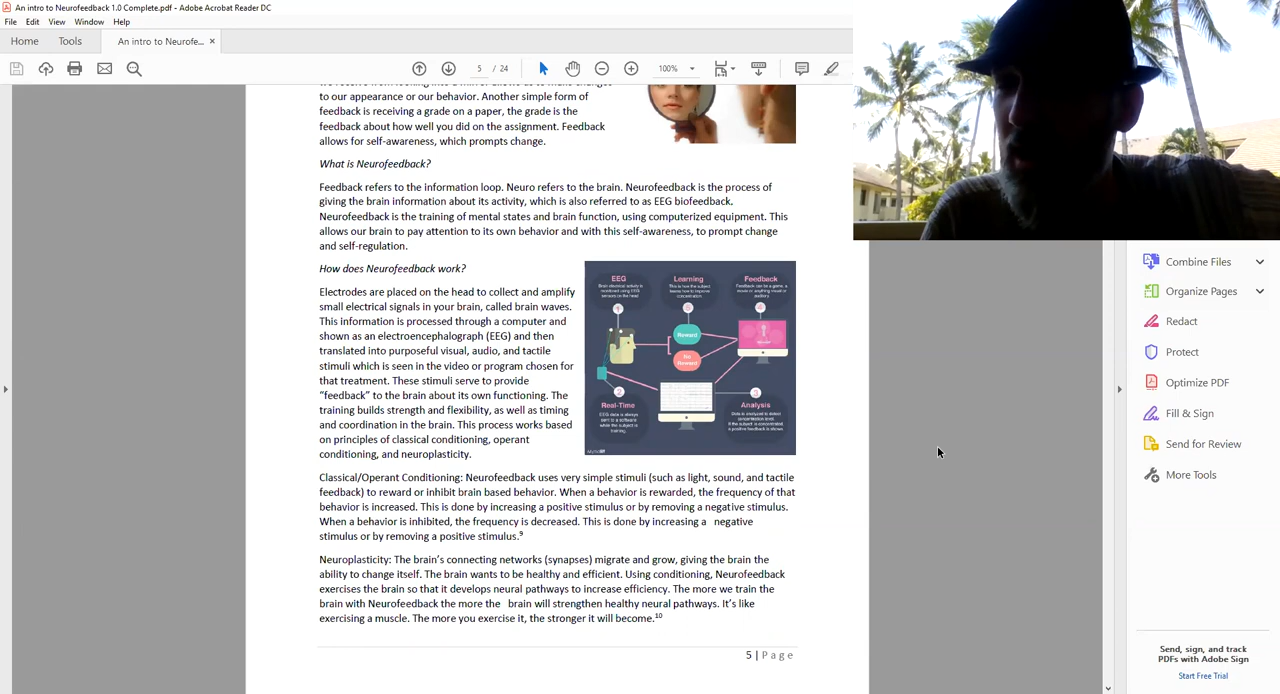 An intro to Neurofeedback 1.0 Complete.pdf - Adobe Acrobat Reader DC
File Edit View Window Help
Home Tools An intro to Neurofe... ×
5 / 24 100%
to our appearance or our behavior. Another simple form of
feedback is receiving a grade on a paper, the grade is the
feedback about how well you did on the assignment. Feedback
allows for self-awareness, which prompts change.
What is Neurofeedback?
Feedback refers to the information loop. Neuro refers to the brain. Neurofeedback is the process of
giving the brain information about its activity, which is also referred to as EEG biofeedback.
Neurofeedback is the training of mental states and brain function, using computerized equipment. This
allows our brain to pay attention to its own behavior and with this self-awareness, to prompt change
and self-regulation.
How does Neurofeedback work?
Electrodes are placed on the head to collect and amplify
small electrical signals in your brain, called brain waves.
This information is processed through a computer and
shown as an electroencephalograph (EEG) and then
translated into purposeful visual, audio, and tactile
stimuli which is seen in the video or program chosen for
that treatment. These stimuli serve to provide
“feedback” to the brain about its own functioning. The
training builds strength and flexibility, as well as timing
and coordination in the brain. This process works based
on principles of classical conditioning, operant
conditioning, and neuroplasticity.
EEG
Learning
Feedback
1
Reward
No
Reward
2
3
Real-Time
Analysis
Classical/Operant Conditioning: Neurofeedback uses very simple stimuli (such as light, sound, and tactile
feedback) to reward or inhibit brain based behavior. When a behavior is rewarded, the frequency of that
behavior is increased. This is done by increasing a positive stimulus or by removing a negative stimulus.
When a behavior is inhibited, the frequency is decreased. This is done by increasing a negative
stimulus or by removing a positive stimulus.9
Neuroplasticity: The brain’s connecting networks (synapses) migrate and grow, giving the brain the
ability to change itself. The brain wants to be healthy and efficient. Using conditioning, Neurofeedback
exercises the brain so that it develops neural pathways to increase efficiency. The more we train the
brain with Neurofeedback the more the brain will strengthen healthy neural pathways. It’s like
exercising a muscle. The more you exercise it, the stronger it will become.10
5 | Page
Combine Files
Organize Pages
Redact
Protect
Optimize PDF
Fill & Sign
Send for Review
More Tools
Send, sign, and track
PDFs with Adobe Sign
Start Free Trial